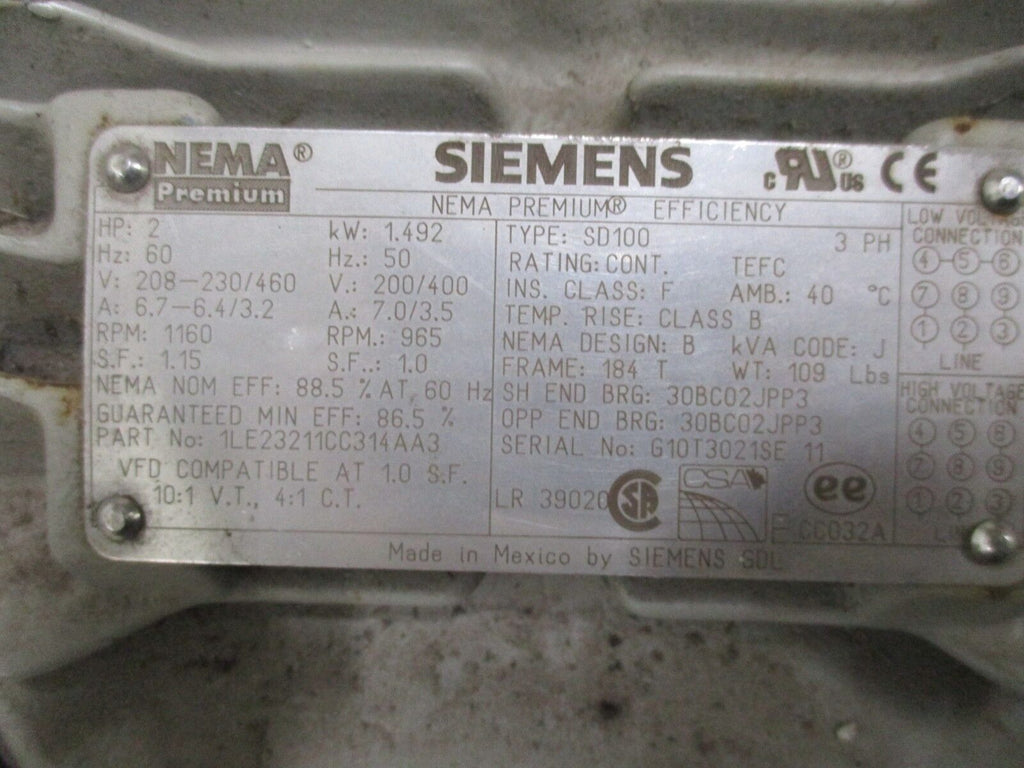 NEMA® Premium
SIEMENS
c RU® US CE
NEMA PREMIUM® EFFICIENCY
HP: 2 kW: 1.492
Hz: 60 Hz.: 50
V: 208-230/460 V.: 200/400
A: 6.7-6.4/3.2 A.: 7.0/3.5
RPM: 1160 RPM.: 965
S.F.: 1.15 S.F..: 1.0
NEMA NOM EFF: 88.5 % AT 60 Hz
GUARANTEED MIN EFF: 86.5 %
PART No: 1LE23211CC314AA3
VFD COMPATIBLE AT 1.0 S.F.
10:1 V.T., 4:1 C.T.
TYPE: SD100 3 PH
RATING: CONT. TEFC
INS. CLASS: F AMB.: 40 °C
TEMP. RISE: CLASS B
NEMA DESIGN: B kVA CODE: J
FRAME: 184 T WT: 109 Lbs
SH END BRG: 30BC02JPP3
OPP END BRG: 30BC02JPP3
SERIAL No: G10T3021SE 11
LR 39020 SA CSA ee
CC032A
LOW VOLTAGE
CONNECTION
4-5-6
7 8 9
1 2 3
LINE
HIGH VOLTAGE
CONNECTION
4 5 6
7 8 9
1 2 3
Made in Mexico by SIEMENS SDL